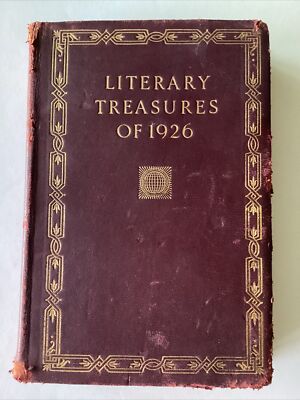 LITERARY
TREASURES
OF 1926